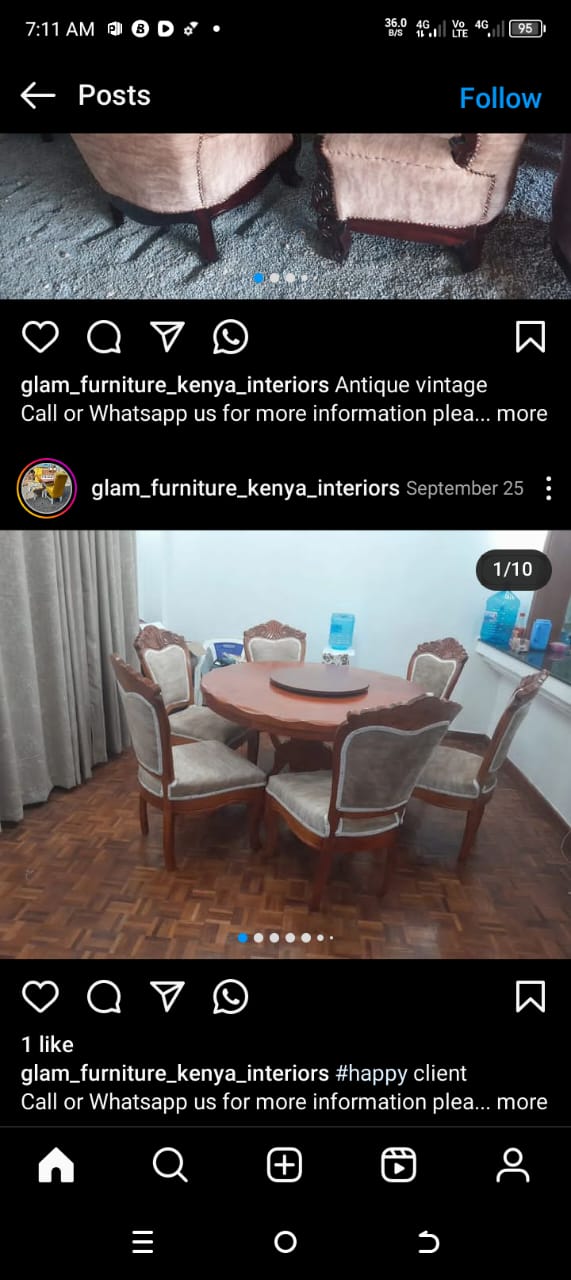 7:11 AM
36.0 B/S 4G Vo LTE 4G 95
Posts
Follow
glam_furniture_kenya_interiors Antique vintage
Call or Whatsapp us for more information plea... more
glam_furniture_kenya_interiors September 25
1/10
1 like
glam_furniture_kenya_interiors #happy client
Call or Whatsapp us for more information plea... more